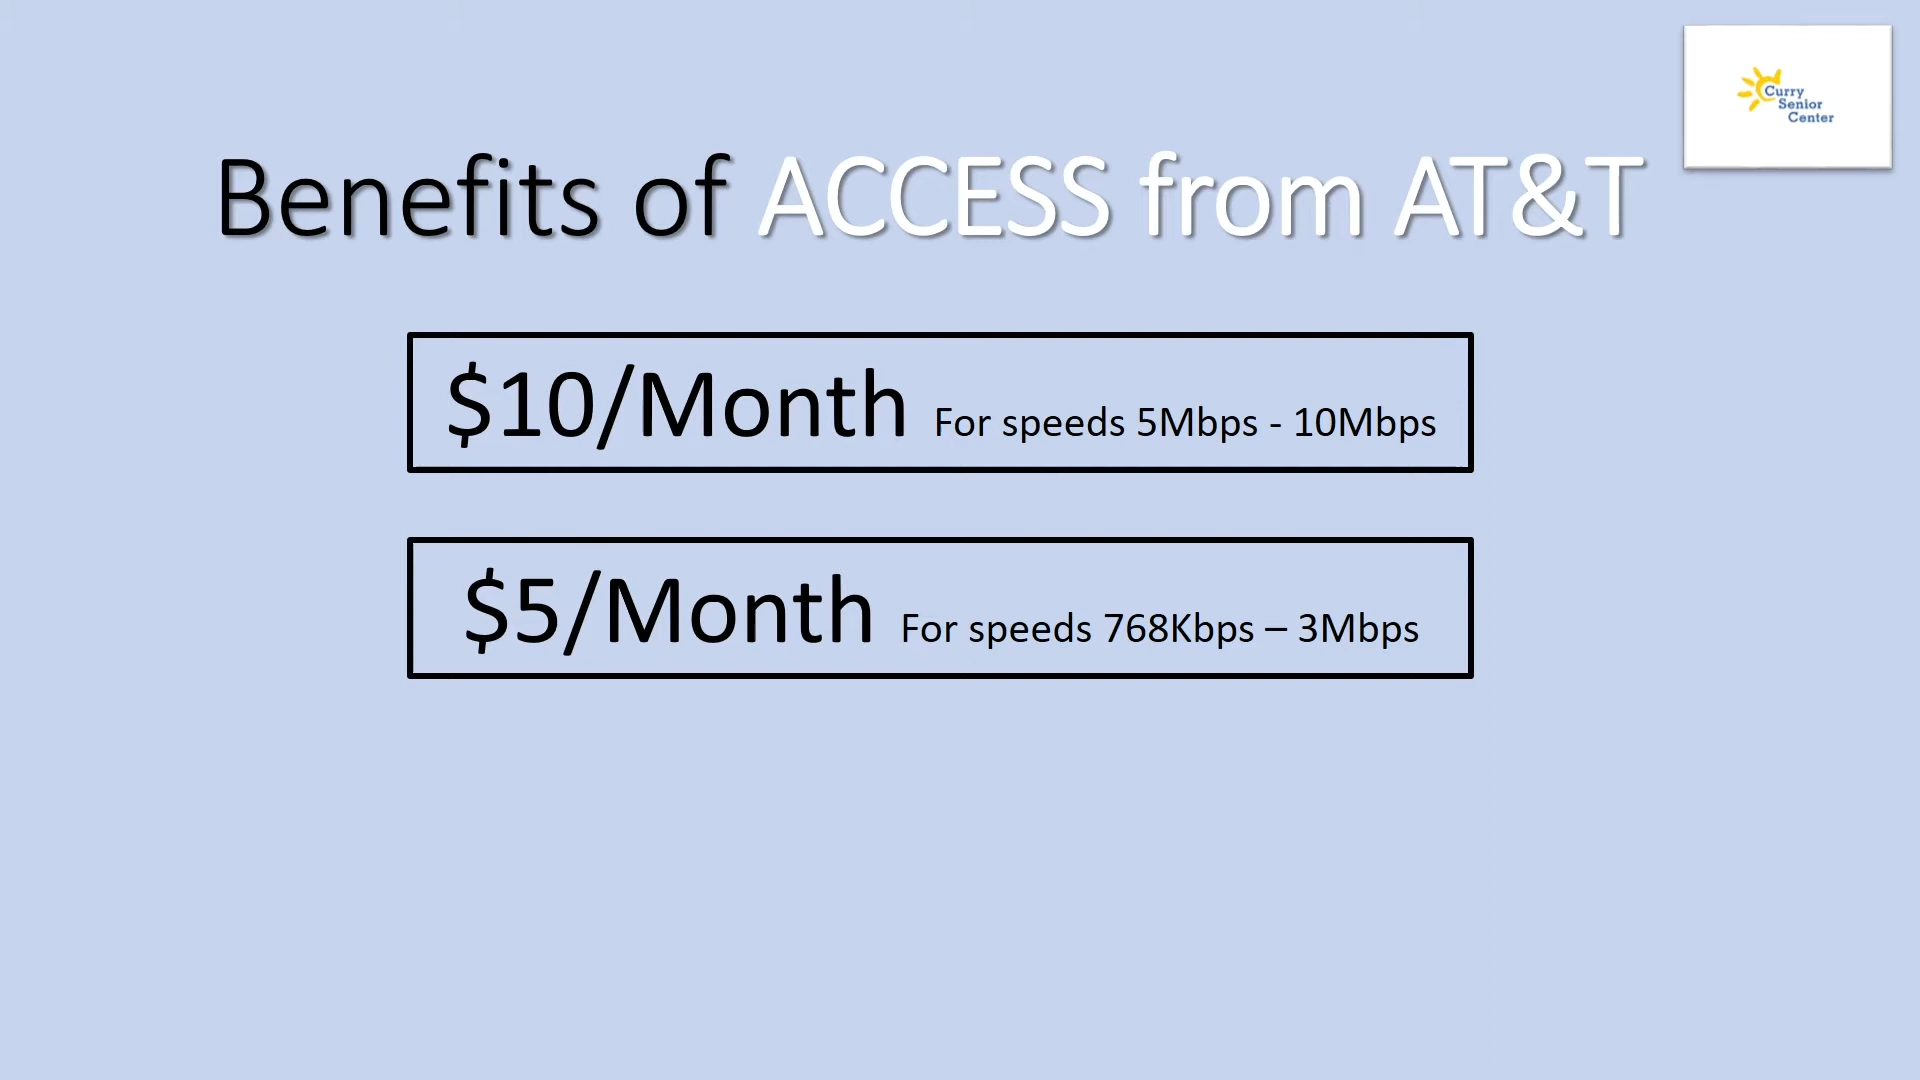 Curry
Senior
Center
Benefits of ACCESS from AT&T
$10/Month For speeds 5Mbps - 10Mbps
$5/Month For speeds 768Kbps – 3Mbps